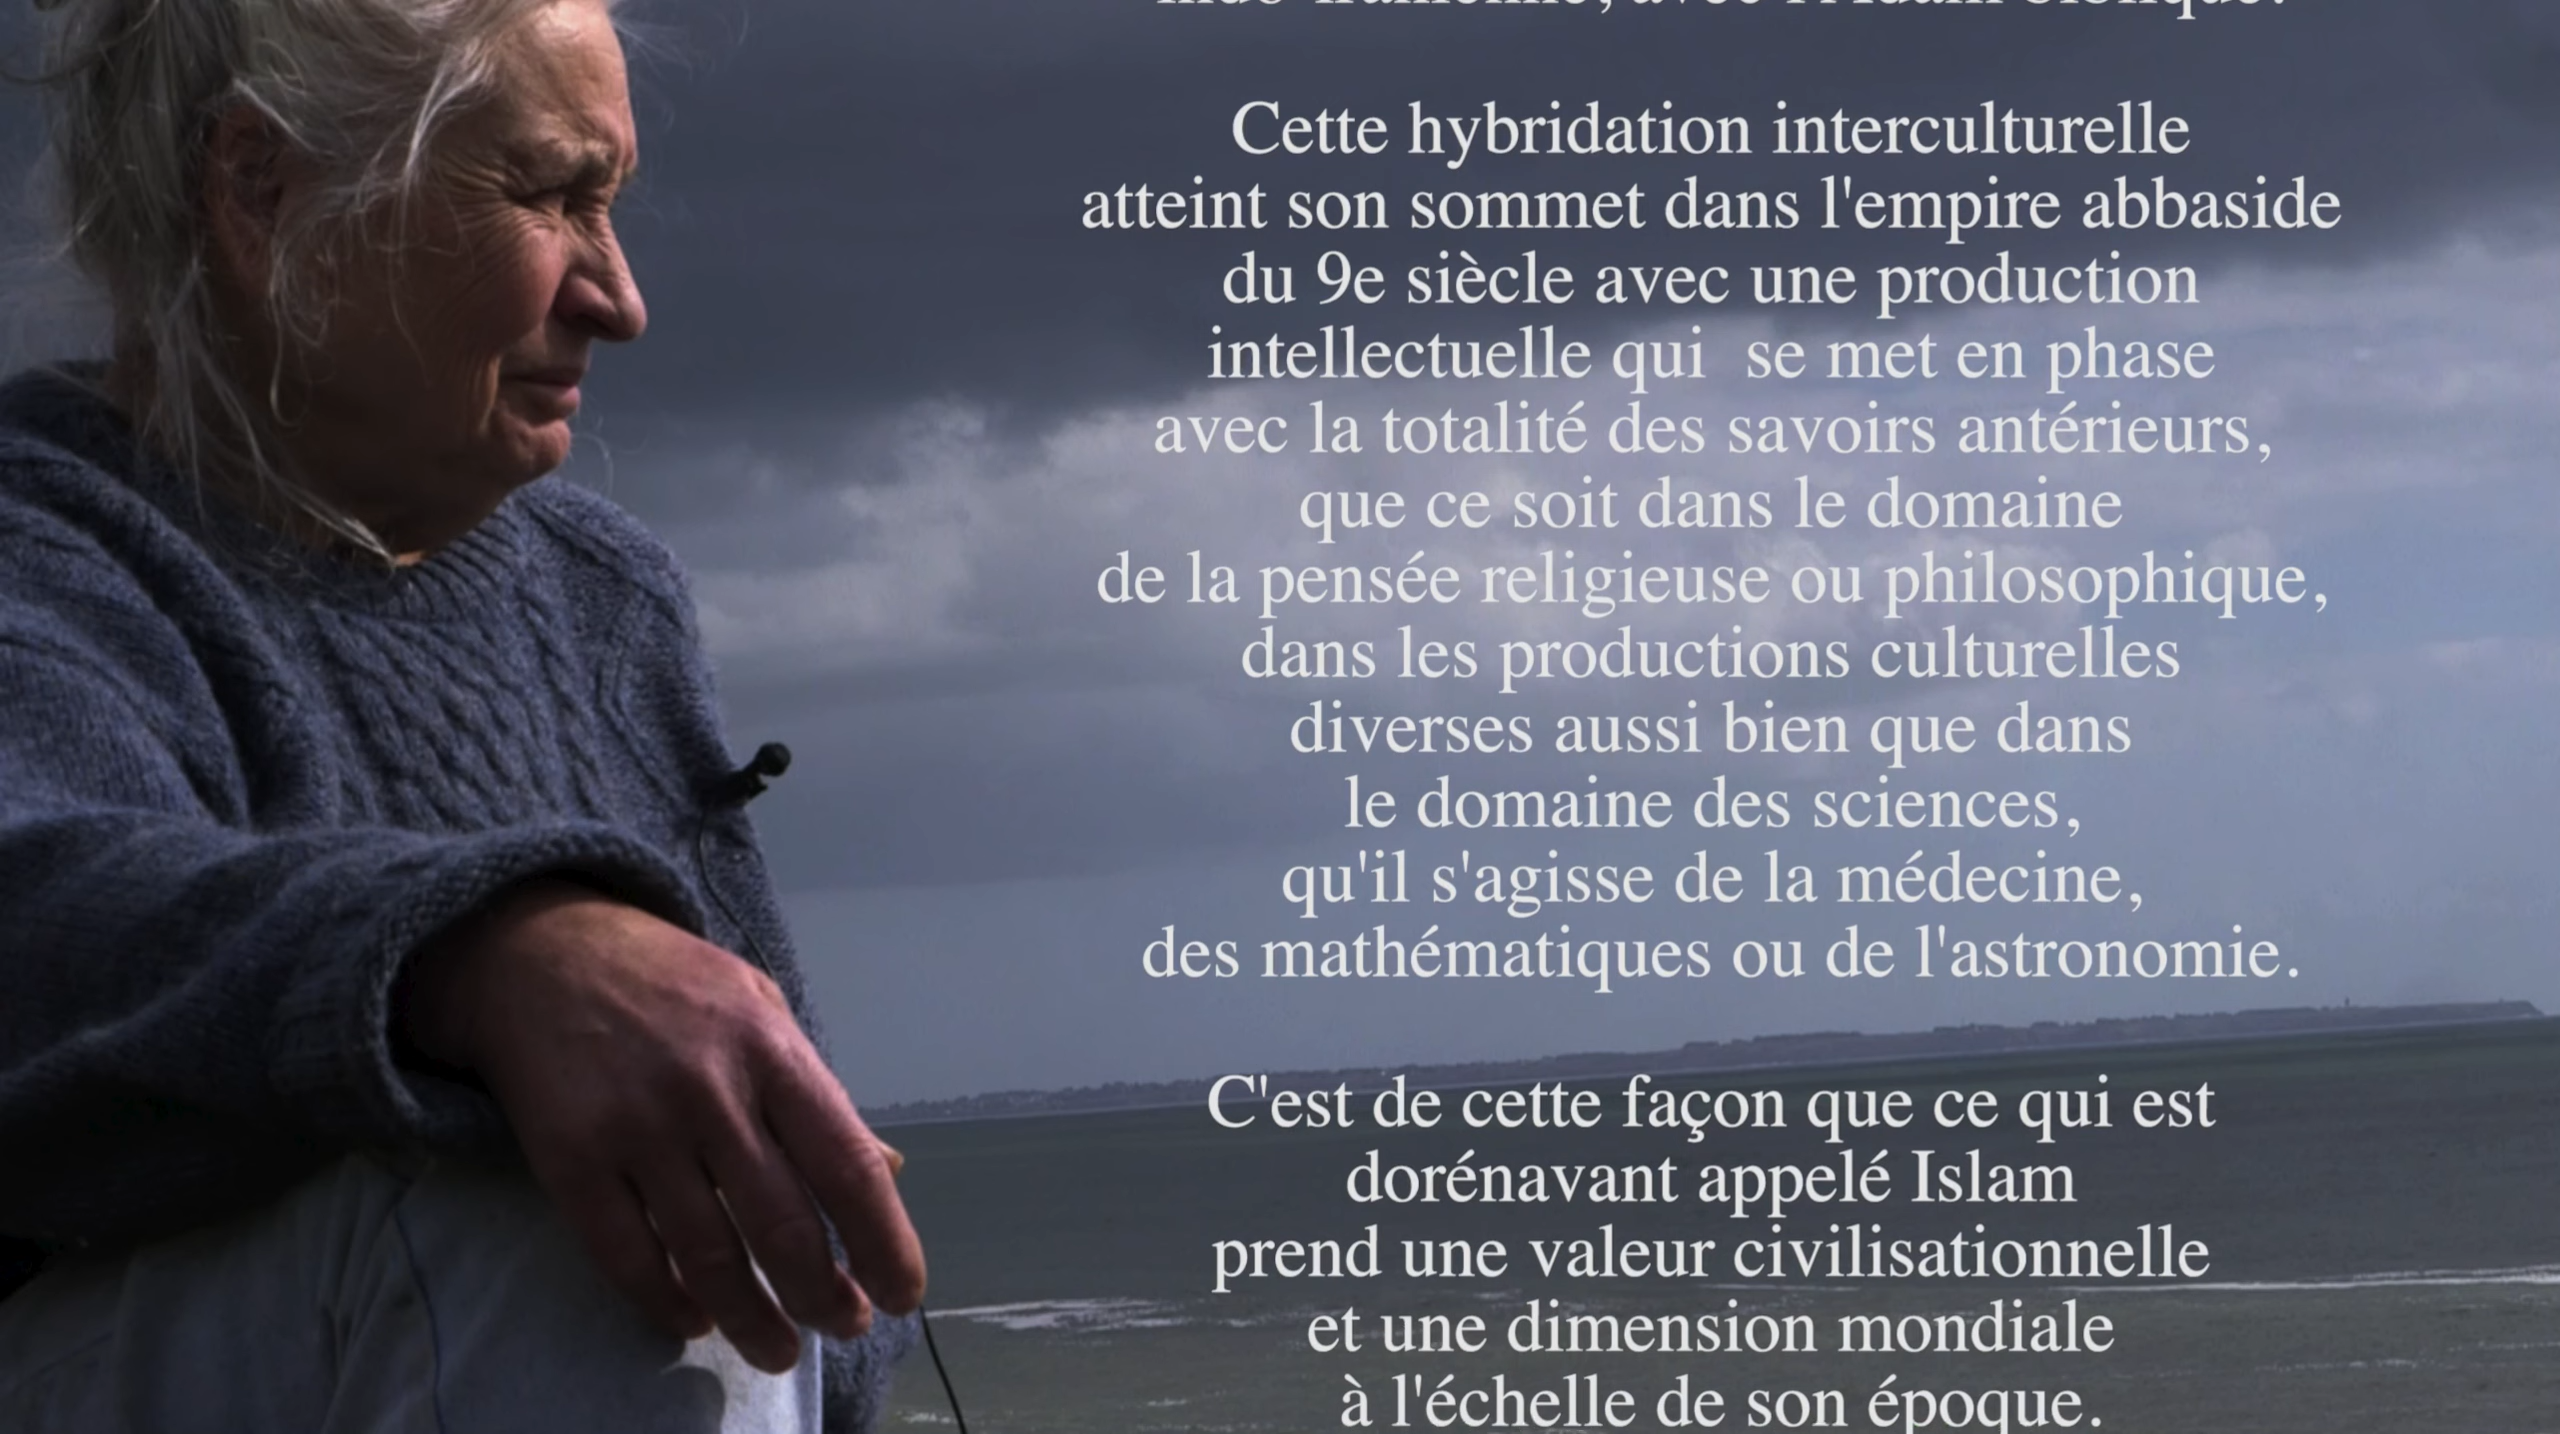 avec l'Adam biblique.
Cette hybridation interculturelle
atteint son sommet dans l'empire abbaside
du 9e siècle avec une production
intellectuelle qui  se met en phase
avec la totalité des savoirs antérieurs,
que ce soit dans le domaine
de la pensée religieuse ou philosophique,
dans les productions culturelles
diverses aussi bien que dans
le domaine des sciences,
qu'il s'agisse de la médecine,
des mathématiques ou de l'astronomie.
C'est de cette façon que ce qui est
dorénavant appelé Islam
prend une valeur civilisationnelle
et une dimension mondiale
à l'échelle de son époque.